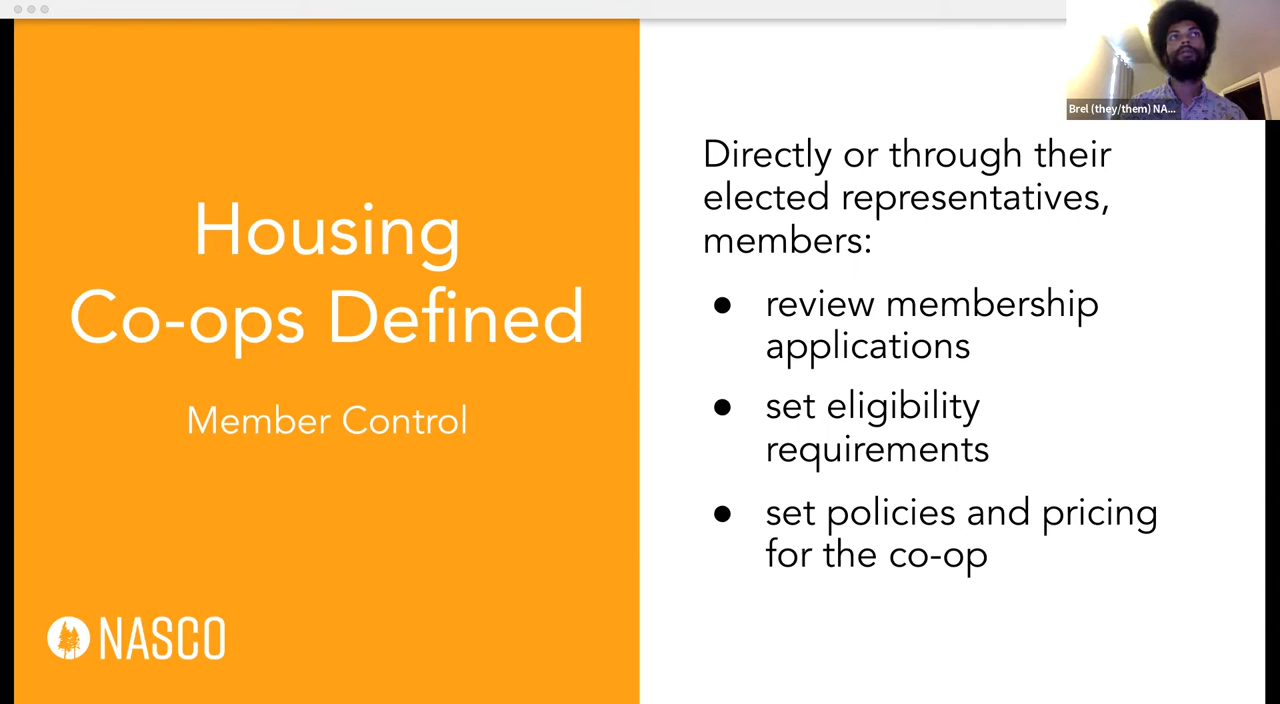 Housing
Co-ops Defined
Member Control
NASCO
Directly or through their
elected representatives,
members:
● review membership
applications
● set eligibility
requirements
● set policies and pricing
for the co-op
Brel (they/them) NA...